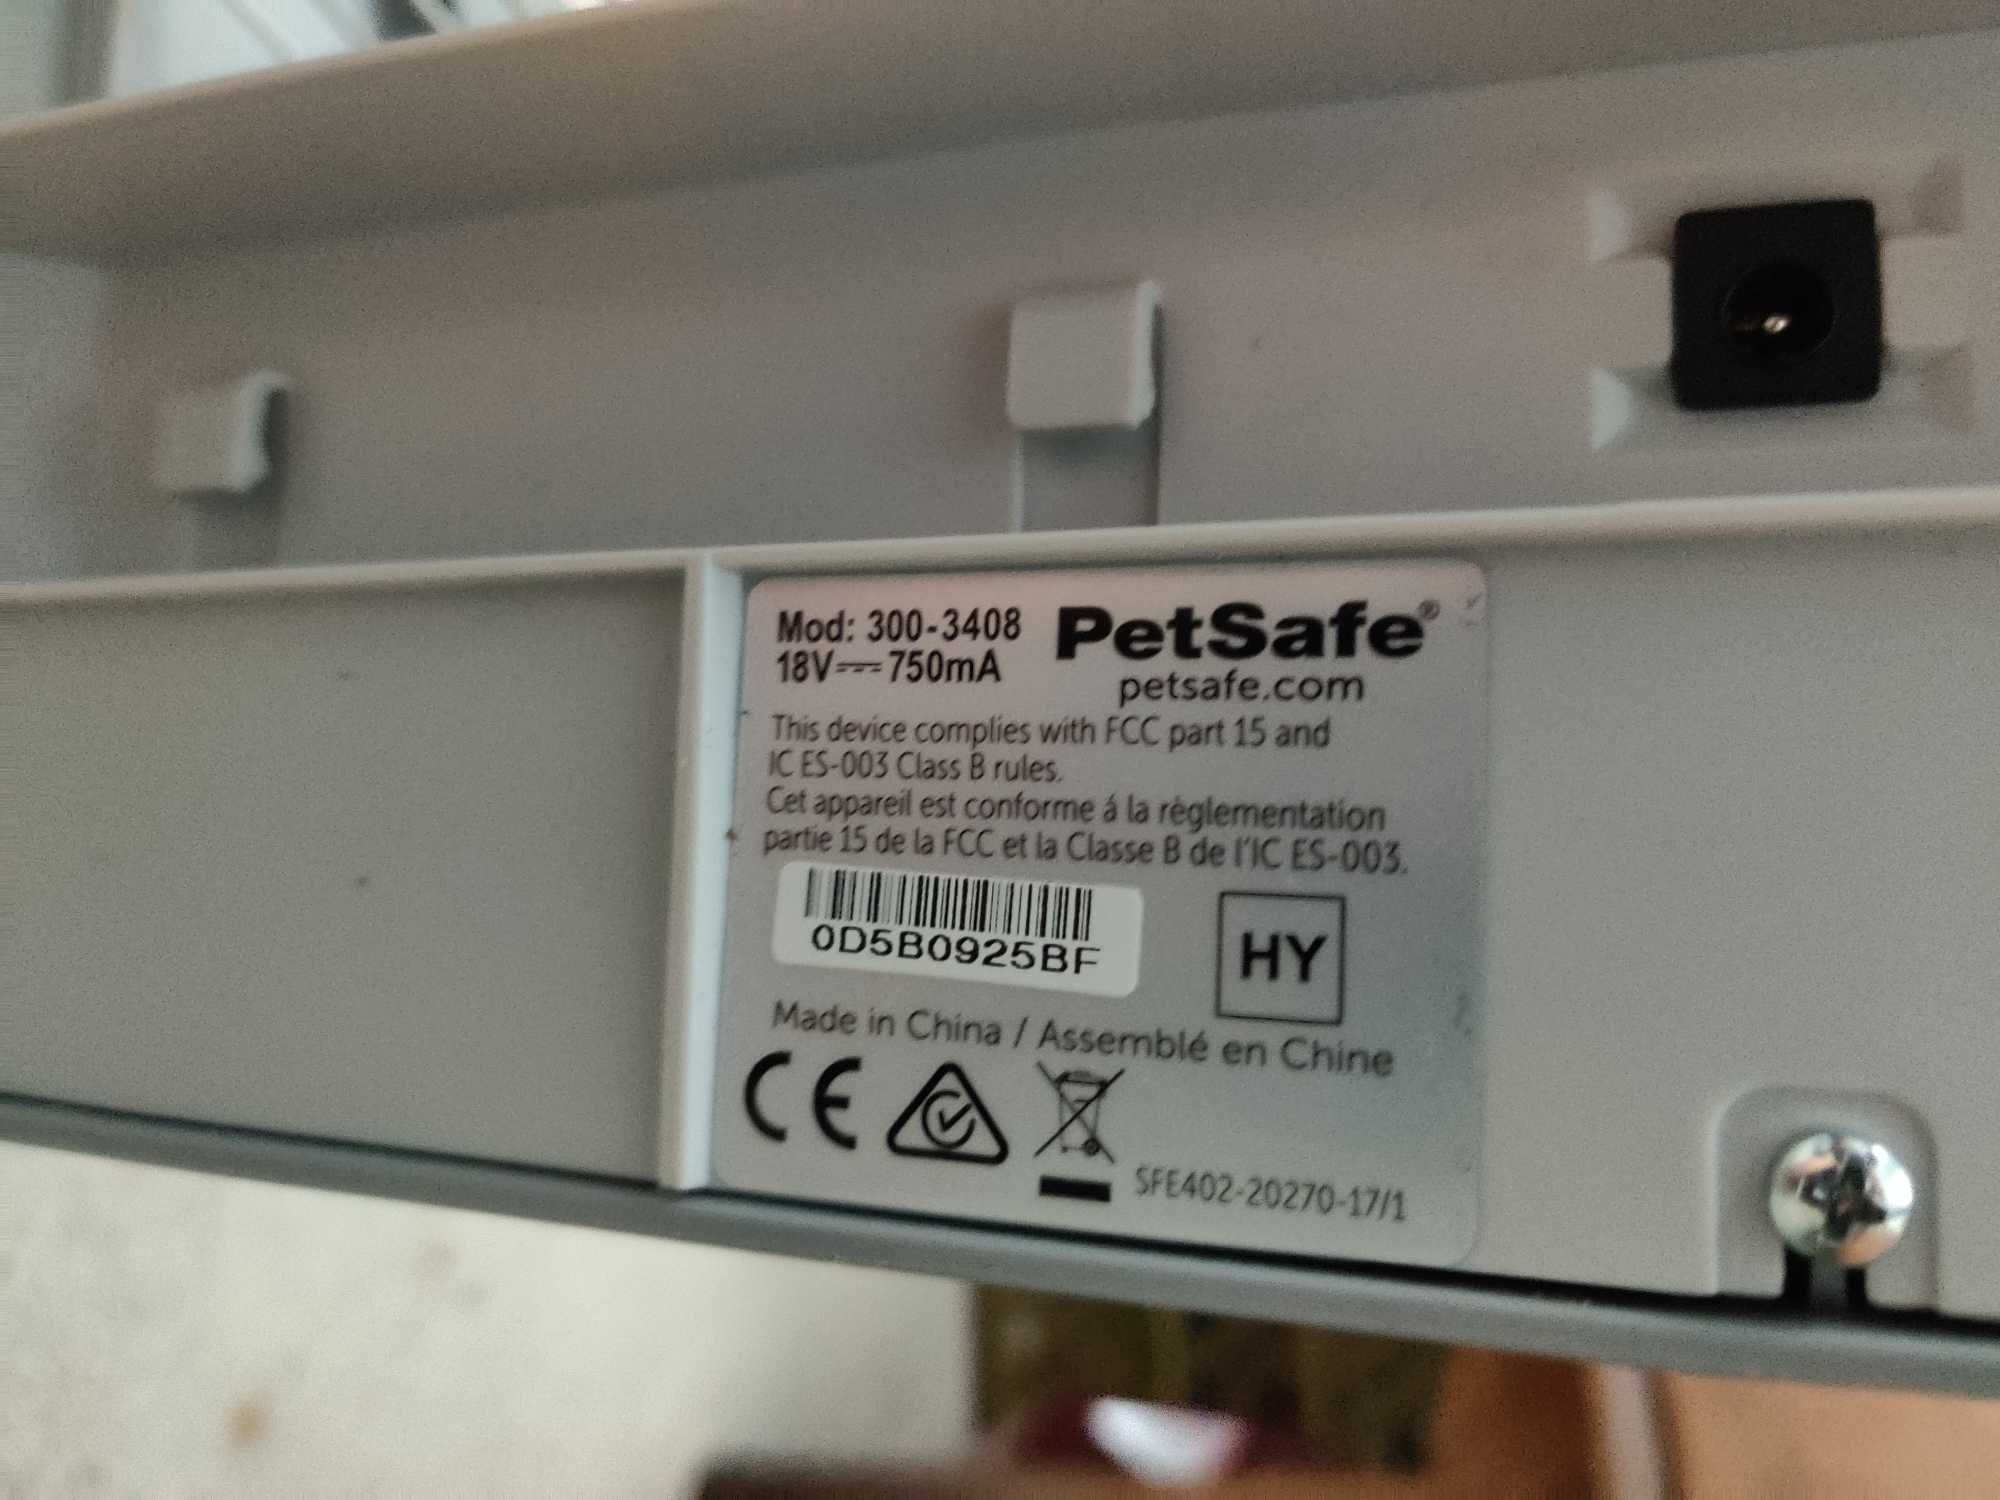 Mod: 300-3408
18V⎓750mA
PetSafe®
petsafe.com
This device complies with FCC part 15 and
IC ES-003 Class B rules.
Cet appareil est conforme á la règlementation
partie 15 de la FCC et la Classe B de l'IC ES-003.
0D5B0925BF
HY
Made in China / Assemblé en Chine
CE
SFE402-20270-17/1